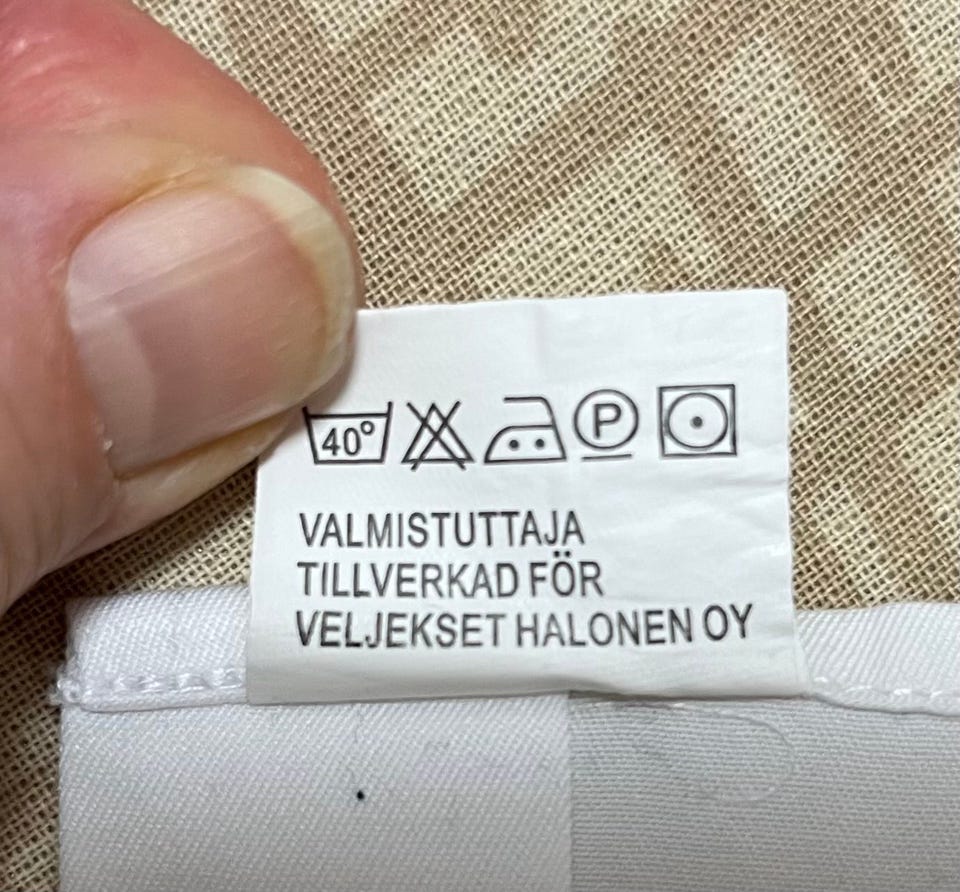 40° P
VALMISTUTTAJA
TILLVERKAD FÖR
VELJEKSET HALONEN OY